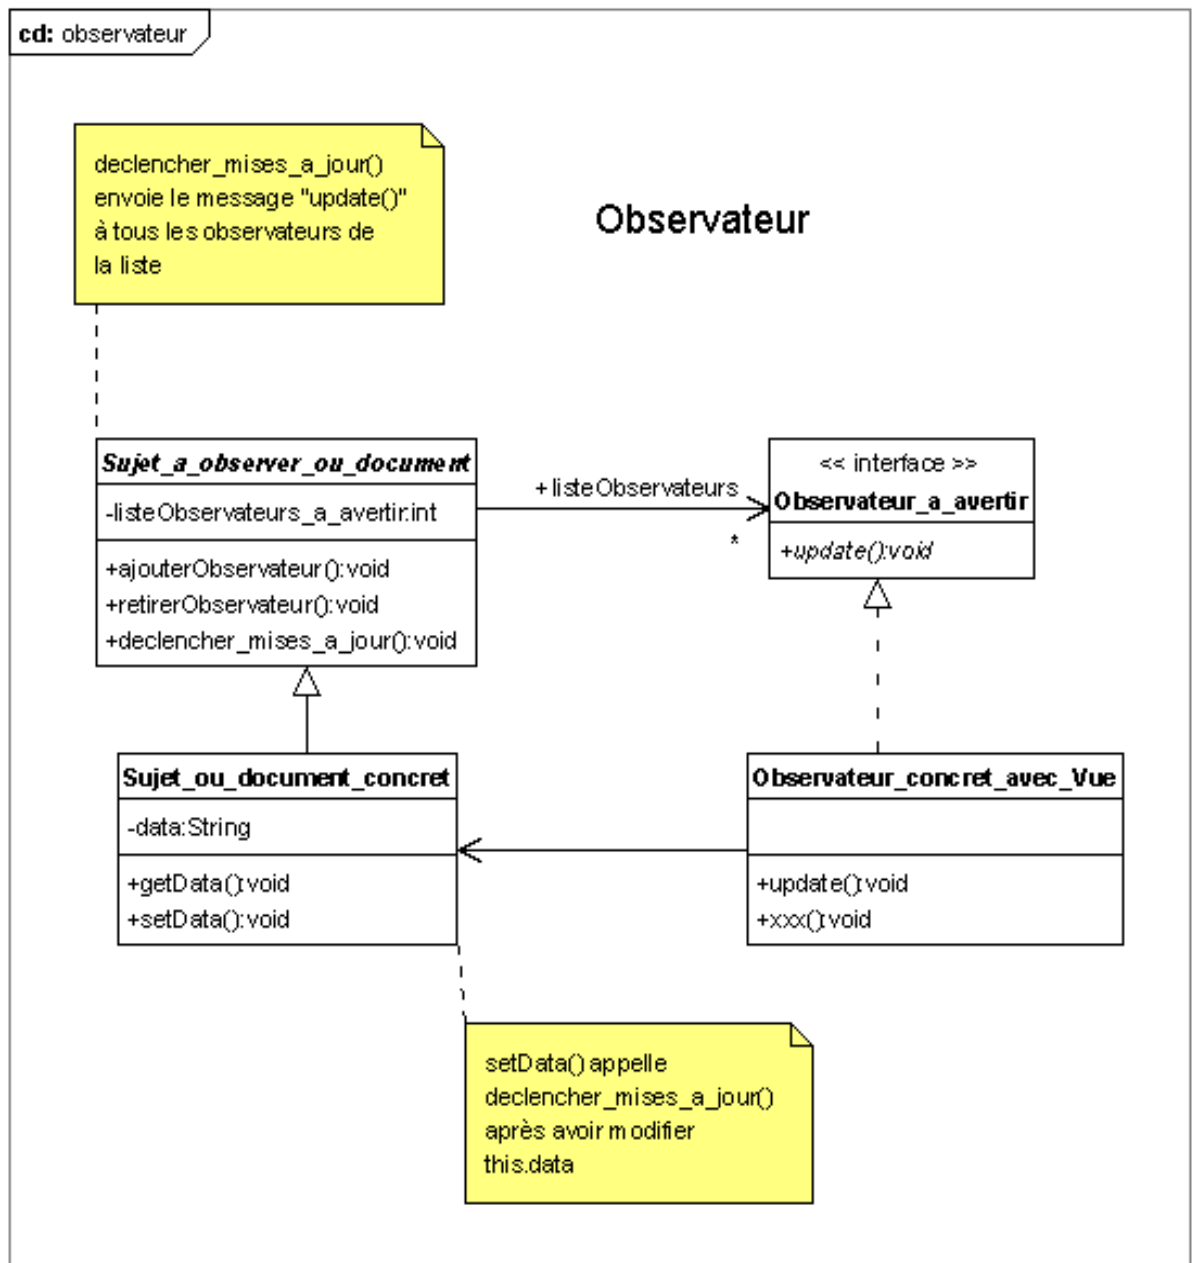 cd: observateur
declencher_mises_a_jour()
envoie le message "update()"
à tous les observateurs de
la liste
Observateur
Sujet_a_observer_ou_document
-listeObservateurs_a_avertir:int
+ajouterObservateur():void
+retirerObservateur():void
+declencher_mises_a_jour():void
+listeObservateurs
*
<< interface >>
Observateur_a_avertir
+update():void
Sujet_ou_document_concret
-data:String
+getData():void
+setData():void
Observateur_concret_avec_Vue
+update():void
+xxx():void
setData() appelle
declencher_mises_a_jour()
après avoir modifier
this.data